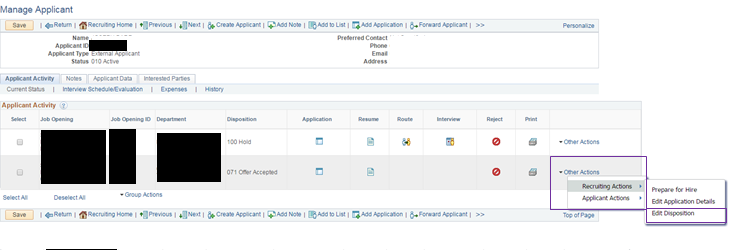 Manage Applicant
Save | Return | Recruiting Home | Previous | Next | Create Applicant | Add Note | Add to List | Add Application | Forward Applicant | >> Personalize
Name Preferred Contact
Applicant ID Phone
Applicant Type External Applicant Email
Status 010 Active Address
Applicant Activity Notes Applicant Data Interested Parties
Current Status | Interview Schedule/Evaluation | Expenses | History
Applicant Activity
Select Job Opening Job Opening ID Department Disposition Application Resume Route Interview Reject Print
100 Hold Other Actions
071 Offer Accepted Other Actions
Recruiting Actions Prepare for Hire
Applicant Actions Edit Application Details
Edit Disposition
Select All Deselect All Group Actions
Save | Return | Recruiting Home | Previous | Next | Create Applicant | Add Note | Add to List | Add Application | Forward Applicant | >> Top of Page